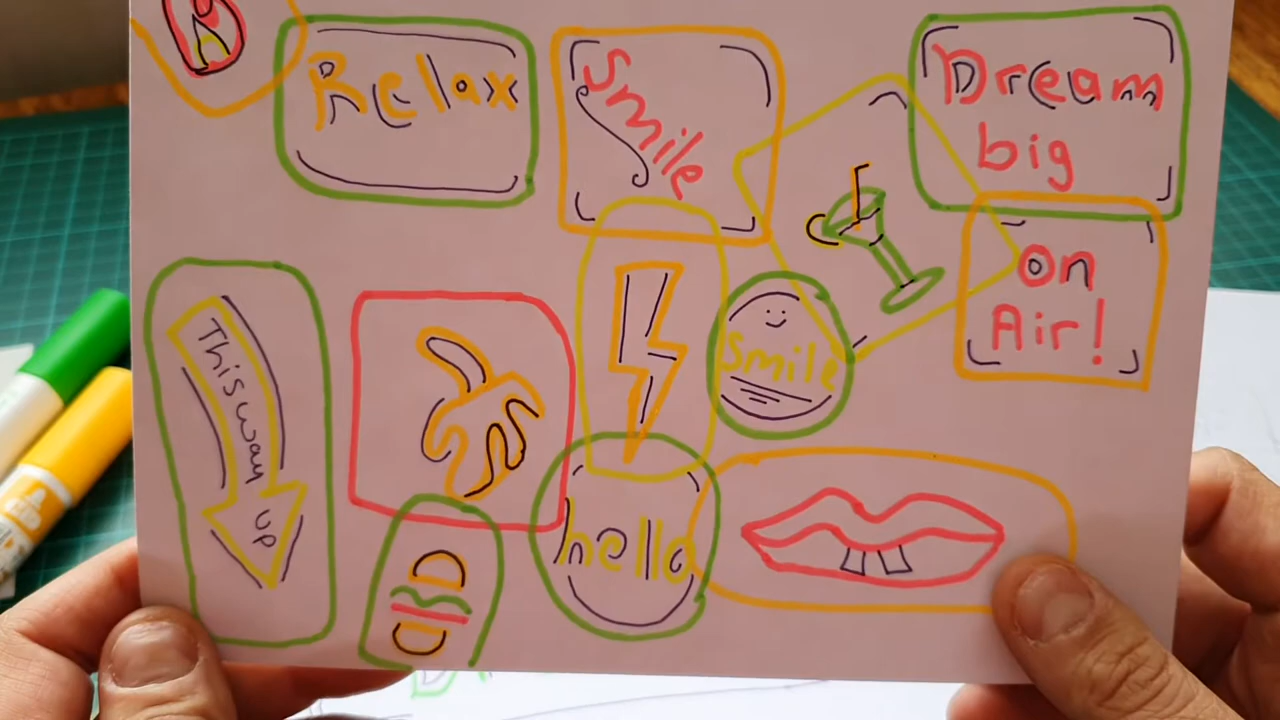 Relax
Smile
Dream
big
on
Air!
This way
up
smile
hello